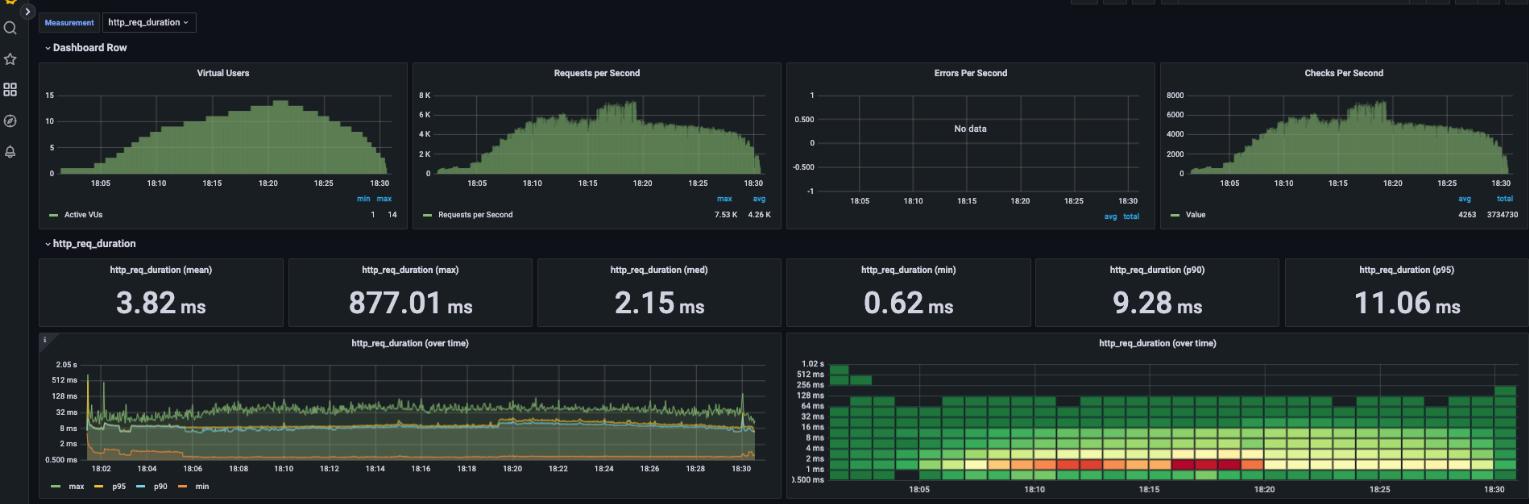 Measurement http_req_duration
Dashboard Row
Virtual Users
15
10
5
0
18:05 18:10 18:15 18:20 18:25 18:30
min max
Active VUs 1 14
Requests per Second
8 K
6 K
4 K
2 K
0
18:05 18:10 18:15 18:20 18:25 18:30
max avg
Requests per Second 7.53 K 4.26 K
Errors Per Second
1
0.500
0
-0.500
-1
No data
18:05 18:10 18:15 18:20 18:25 18:30
avg total
Checks Per Second
8000
6000
4000
2000
0
18:05 18:10 18:15 18:20 18:25 18:30
avg total
Value 4263 3734730
http_req_duration
http_req_duration (mean)
3.82 ms
http_req_duration (max)
877.01 ms
http_req_duration (med)
2.15 ms
http_req_duration (min)
0.62 ms
http_req_duration (p90)
9.28 ms
http_req_duration (p95)
11.06 ms
i
http_req_duration (over time)
2.05 s
512 ms
128 ms
32 ms
8 ms
2 ms
0.500 ms
18:02 18:04 18:06 18:08 18:10 18:12 18:14 18:16 18:18 18:20 18:22 18:24 18:26 18:28 18:30
max p95 p90 min
http_req_duration (over time)
1.02 s
512 ms
256 ms
128 ms
64 ms
32 ms
16 ms
8 ms
4 ms
2 ms
1 ms
0.500 ms
18:05 18:10 18:15 18:20 18:25 18:30